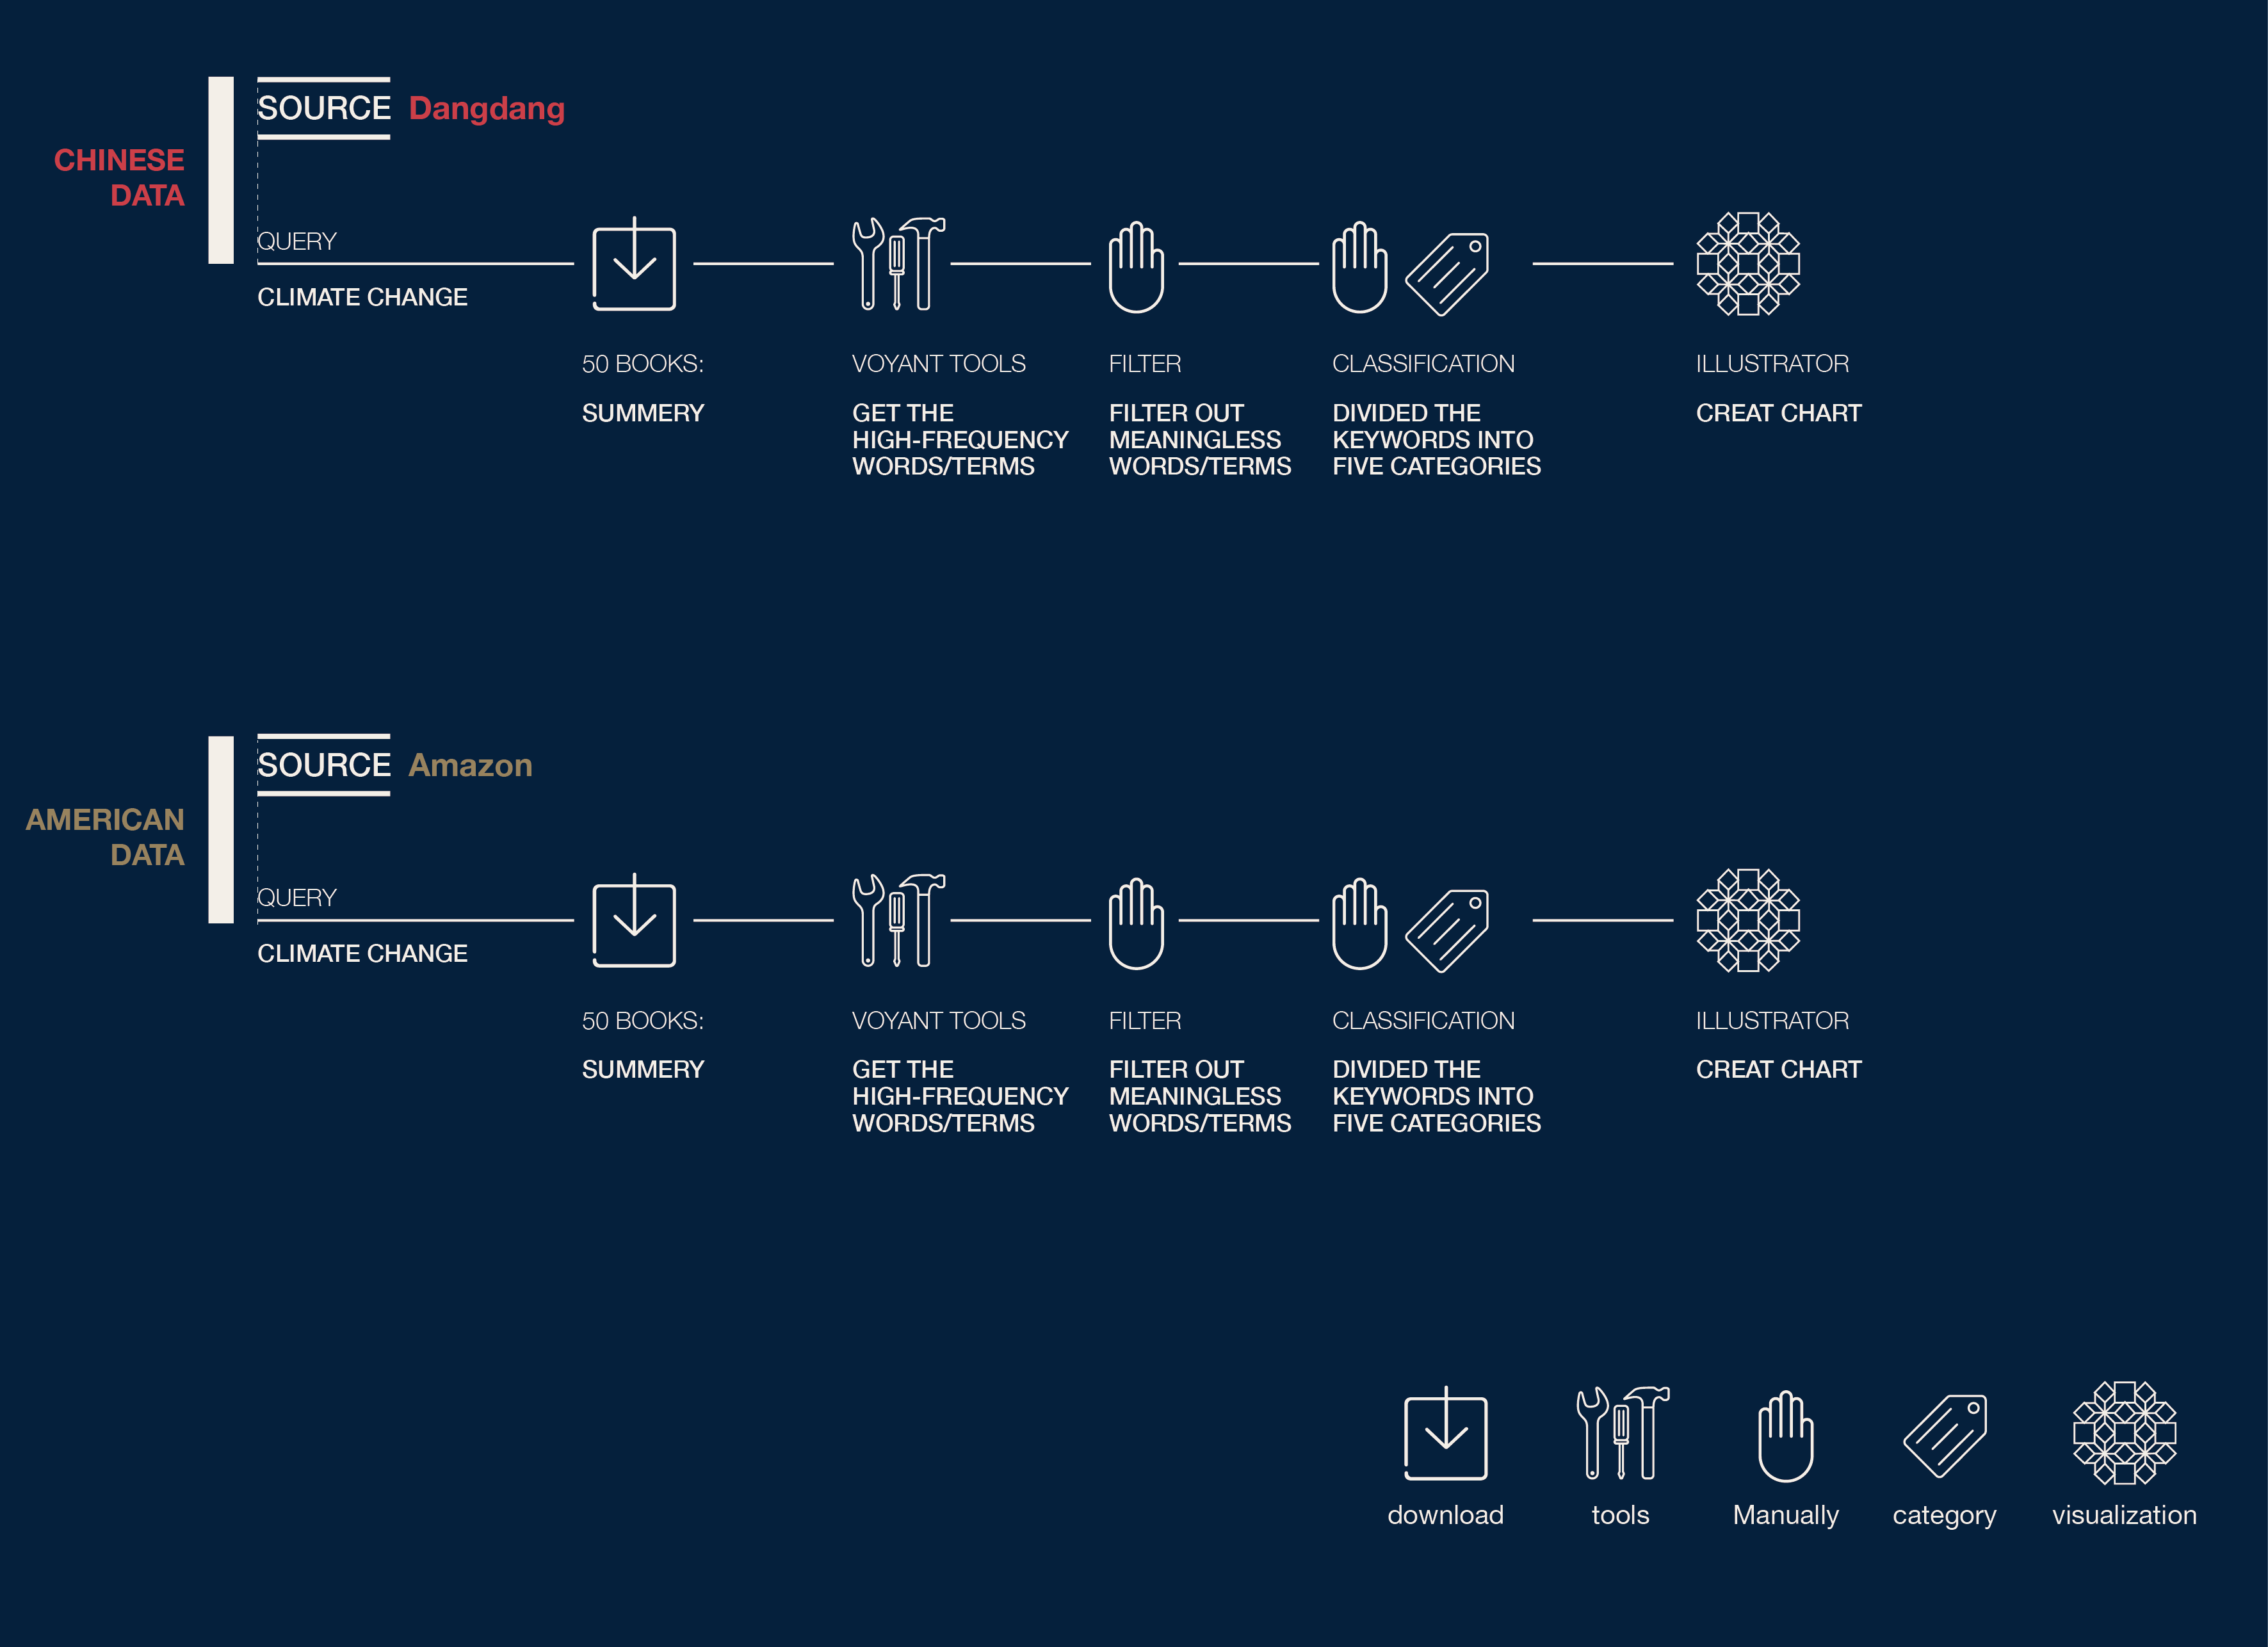 SOURCE Dangdang
CHINESE
DATA
QUERY
CLIMATE CHANGE
50 BOOKS:
SUMMERY
VOYANT TOOLS
GET THE
HIGH-FREQUENCY
WORDS/TERMS
FILTER
FILTER OUT
MEANINGLESS
WORDS/TERMS
CLASSIFICATION
DIVIDED THE
KEYWORDS INTO
FIVE CATEGORIES
ILLUSTRATOR
CREAT CHART
SOURCE Amazon
AMERICAN
DATA
QUERY
CLIMATE CHANGE
50 BOOKS:
SUMMERY
VOYANT TOOLS
GET THE
HIGH-FREQUENCY
WORDS/TERMS
FILTER
FILTER OUT
MEANINGLESS
WORDS/TERMS
CLASSIFICATION
DIVIDED THE
KEYWORDS INTO
FIVE CATEGORIES
ILLUSTRATOR
CREAT CHART
download
tools
Manually
category
visualization